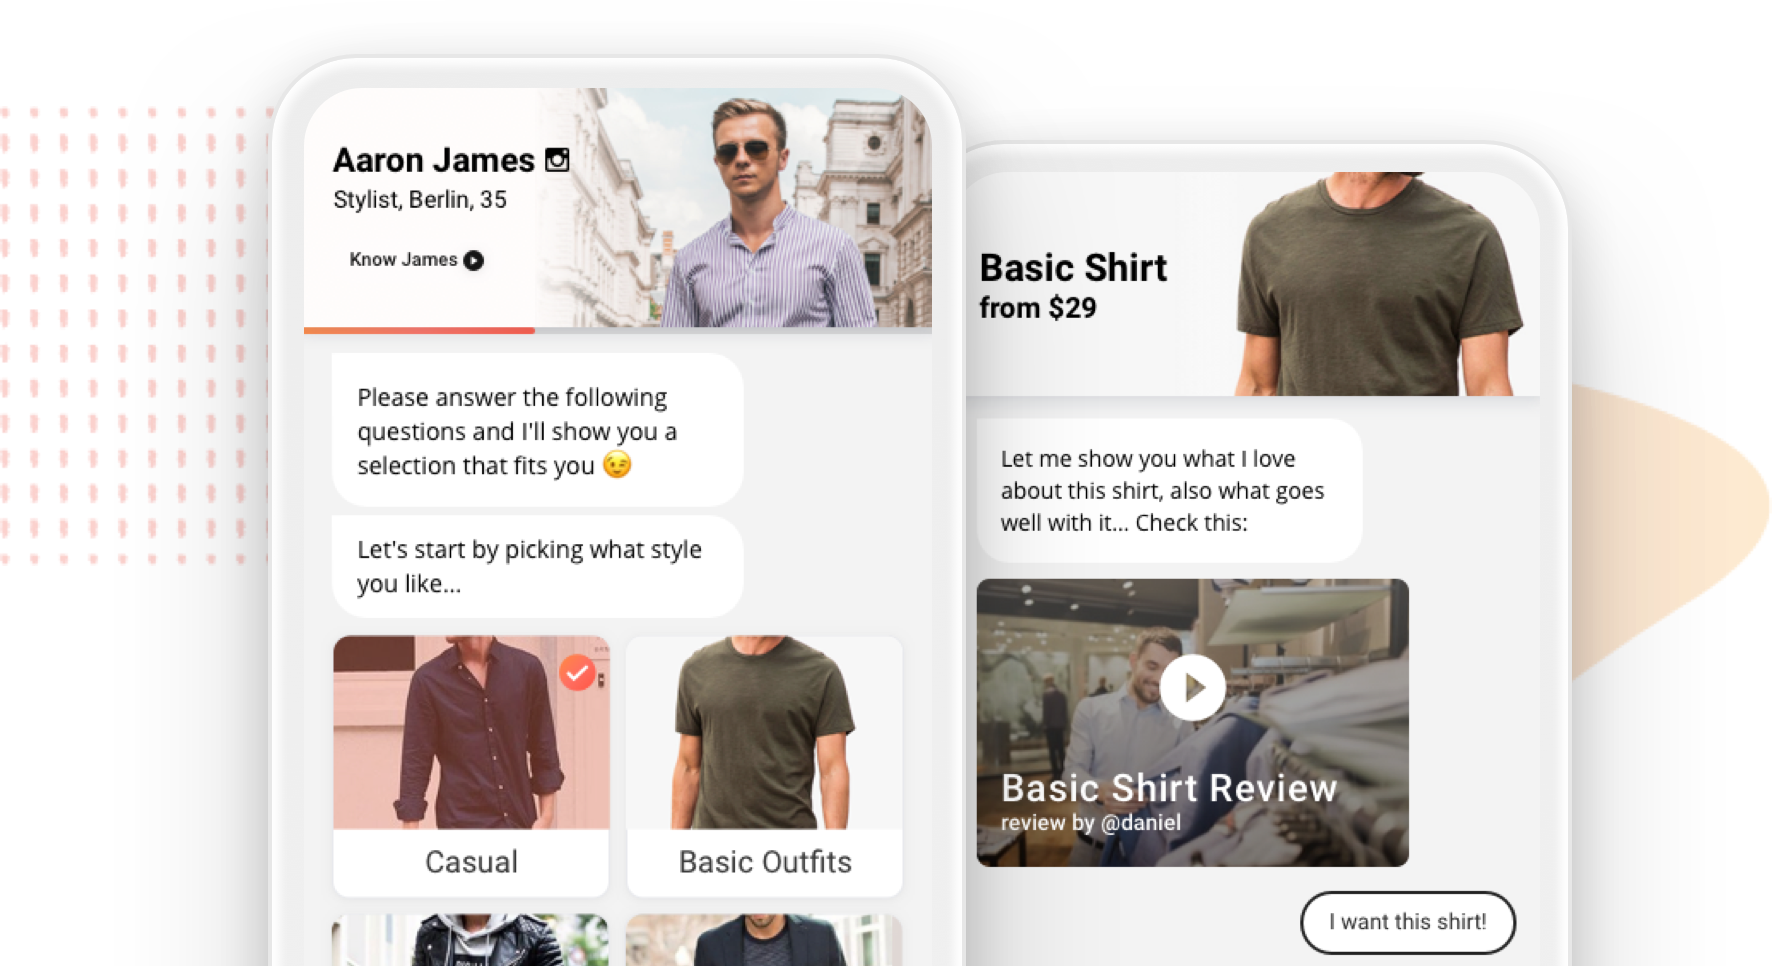 Aaron James
Stylist, Berlin, 35
Know James
Please answer the following
questions and I'll show you a
selection that fits you 😉
Let's start by picking what style
you like...
Casual
Basic Outfits
Basic Shirt
from $29
Let me show you what I love
about this shirt, also what goes
well with it... Check this:
Basic Shirt Review
review by @daniel
I want this shirt!